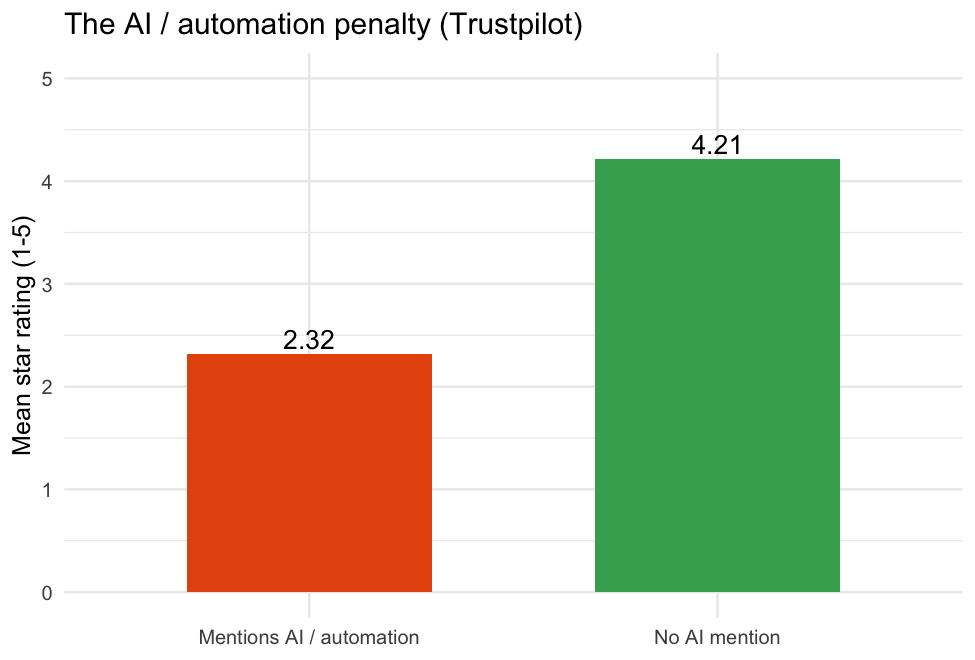 The AI / automation penalty (Trustpilot)
Mean star rating (1-5)
5
4
3
2
1
0
4.21
2.32
Mentions AI / automation
No AI mention